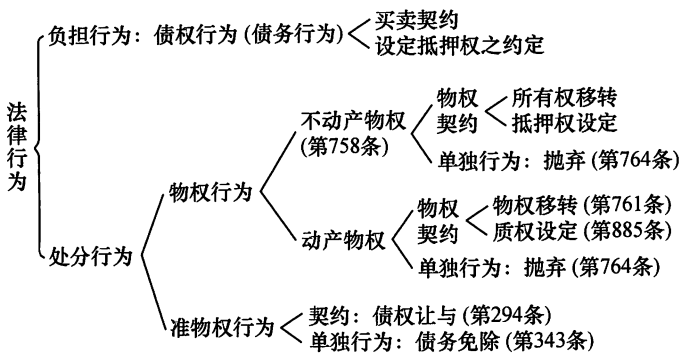 法律行为
负担行为：债权行为 (债务行为)
买卖契约
设定抵押权之约定
处分行为
物权行为
不动产物权
(第758条)
物权
契约
所有权移转
抵押权设定
单独行为：抛弃 (第764条)
动产物权
物权
契约
物权移转 (第761条)
质权设定 (第885条)
单独行为：抛弃 (第764条)
准物权行为
契约：债权让与 (第294条)
单独行为：债务免除 (第343条)